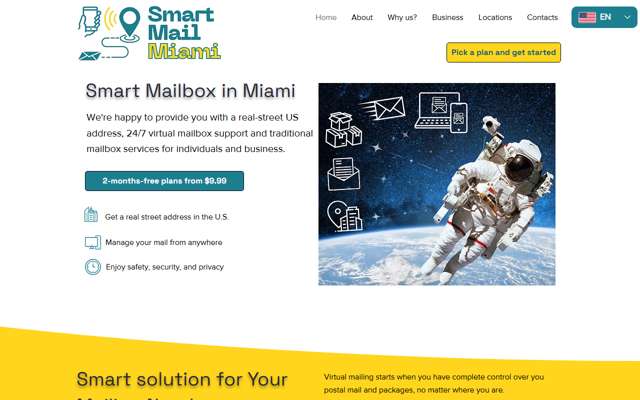 Smart
Mail
Miami
Home
About
Why us?
Business
Locations
Contacts
EN
Pick a plan and get started
Smart Mailbox in Miami
We're happy to provide you with a real-street US
address, 24/7 virtual mailbox support and traditional
mailbox services for individuals and business.
2-months-free plans from $9.99
Get a real street address in the U.S.
Manage your mail from anywhere
Enjoy safety, security, and privacy
Smart solution for Your
Virtual mailing starts when you have complete control over you
postal mail and packages, no matter where you are.